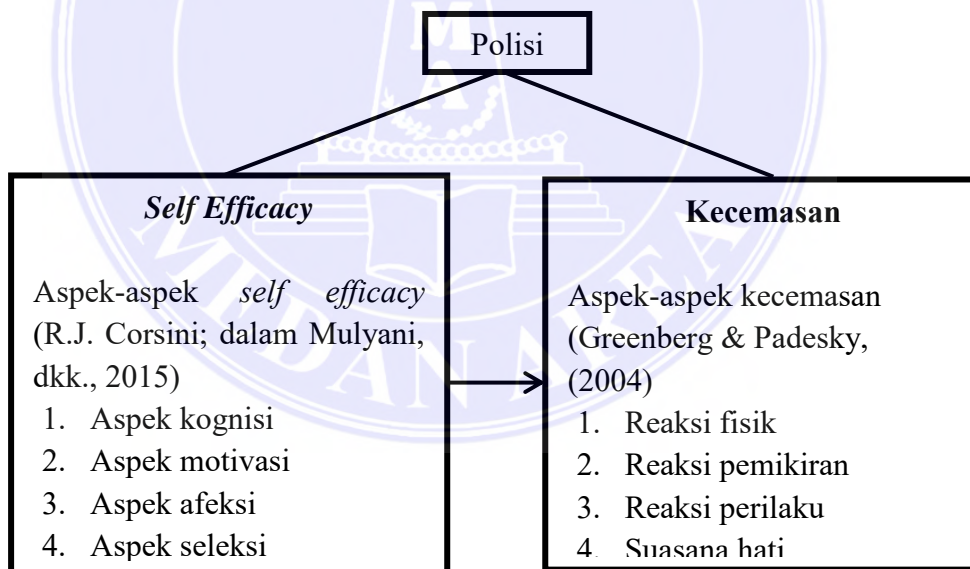 Polisi
Self Efficacy
Aspek-aspek self efficacy
(R.J. Corsini; dalam Mulyani,
dkk., 2015)
1. Aspek kognisi
2. Aspek motivasi
3. Aspek afeksi
4. Aspek seleksi
Kecemasan
Aspek-aspek kecemasan
(Greenberg & Padesky,
(2004)
1. Reaksi fisik
2. Reaksi pemikiran
3. Reaksi perilaku
4. Suasana hati
M
A
MEDAN AREA